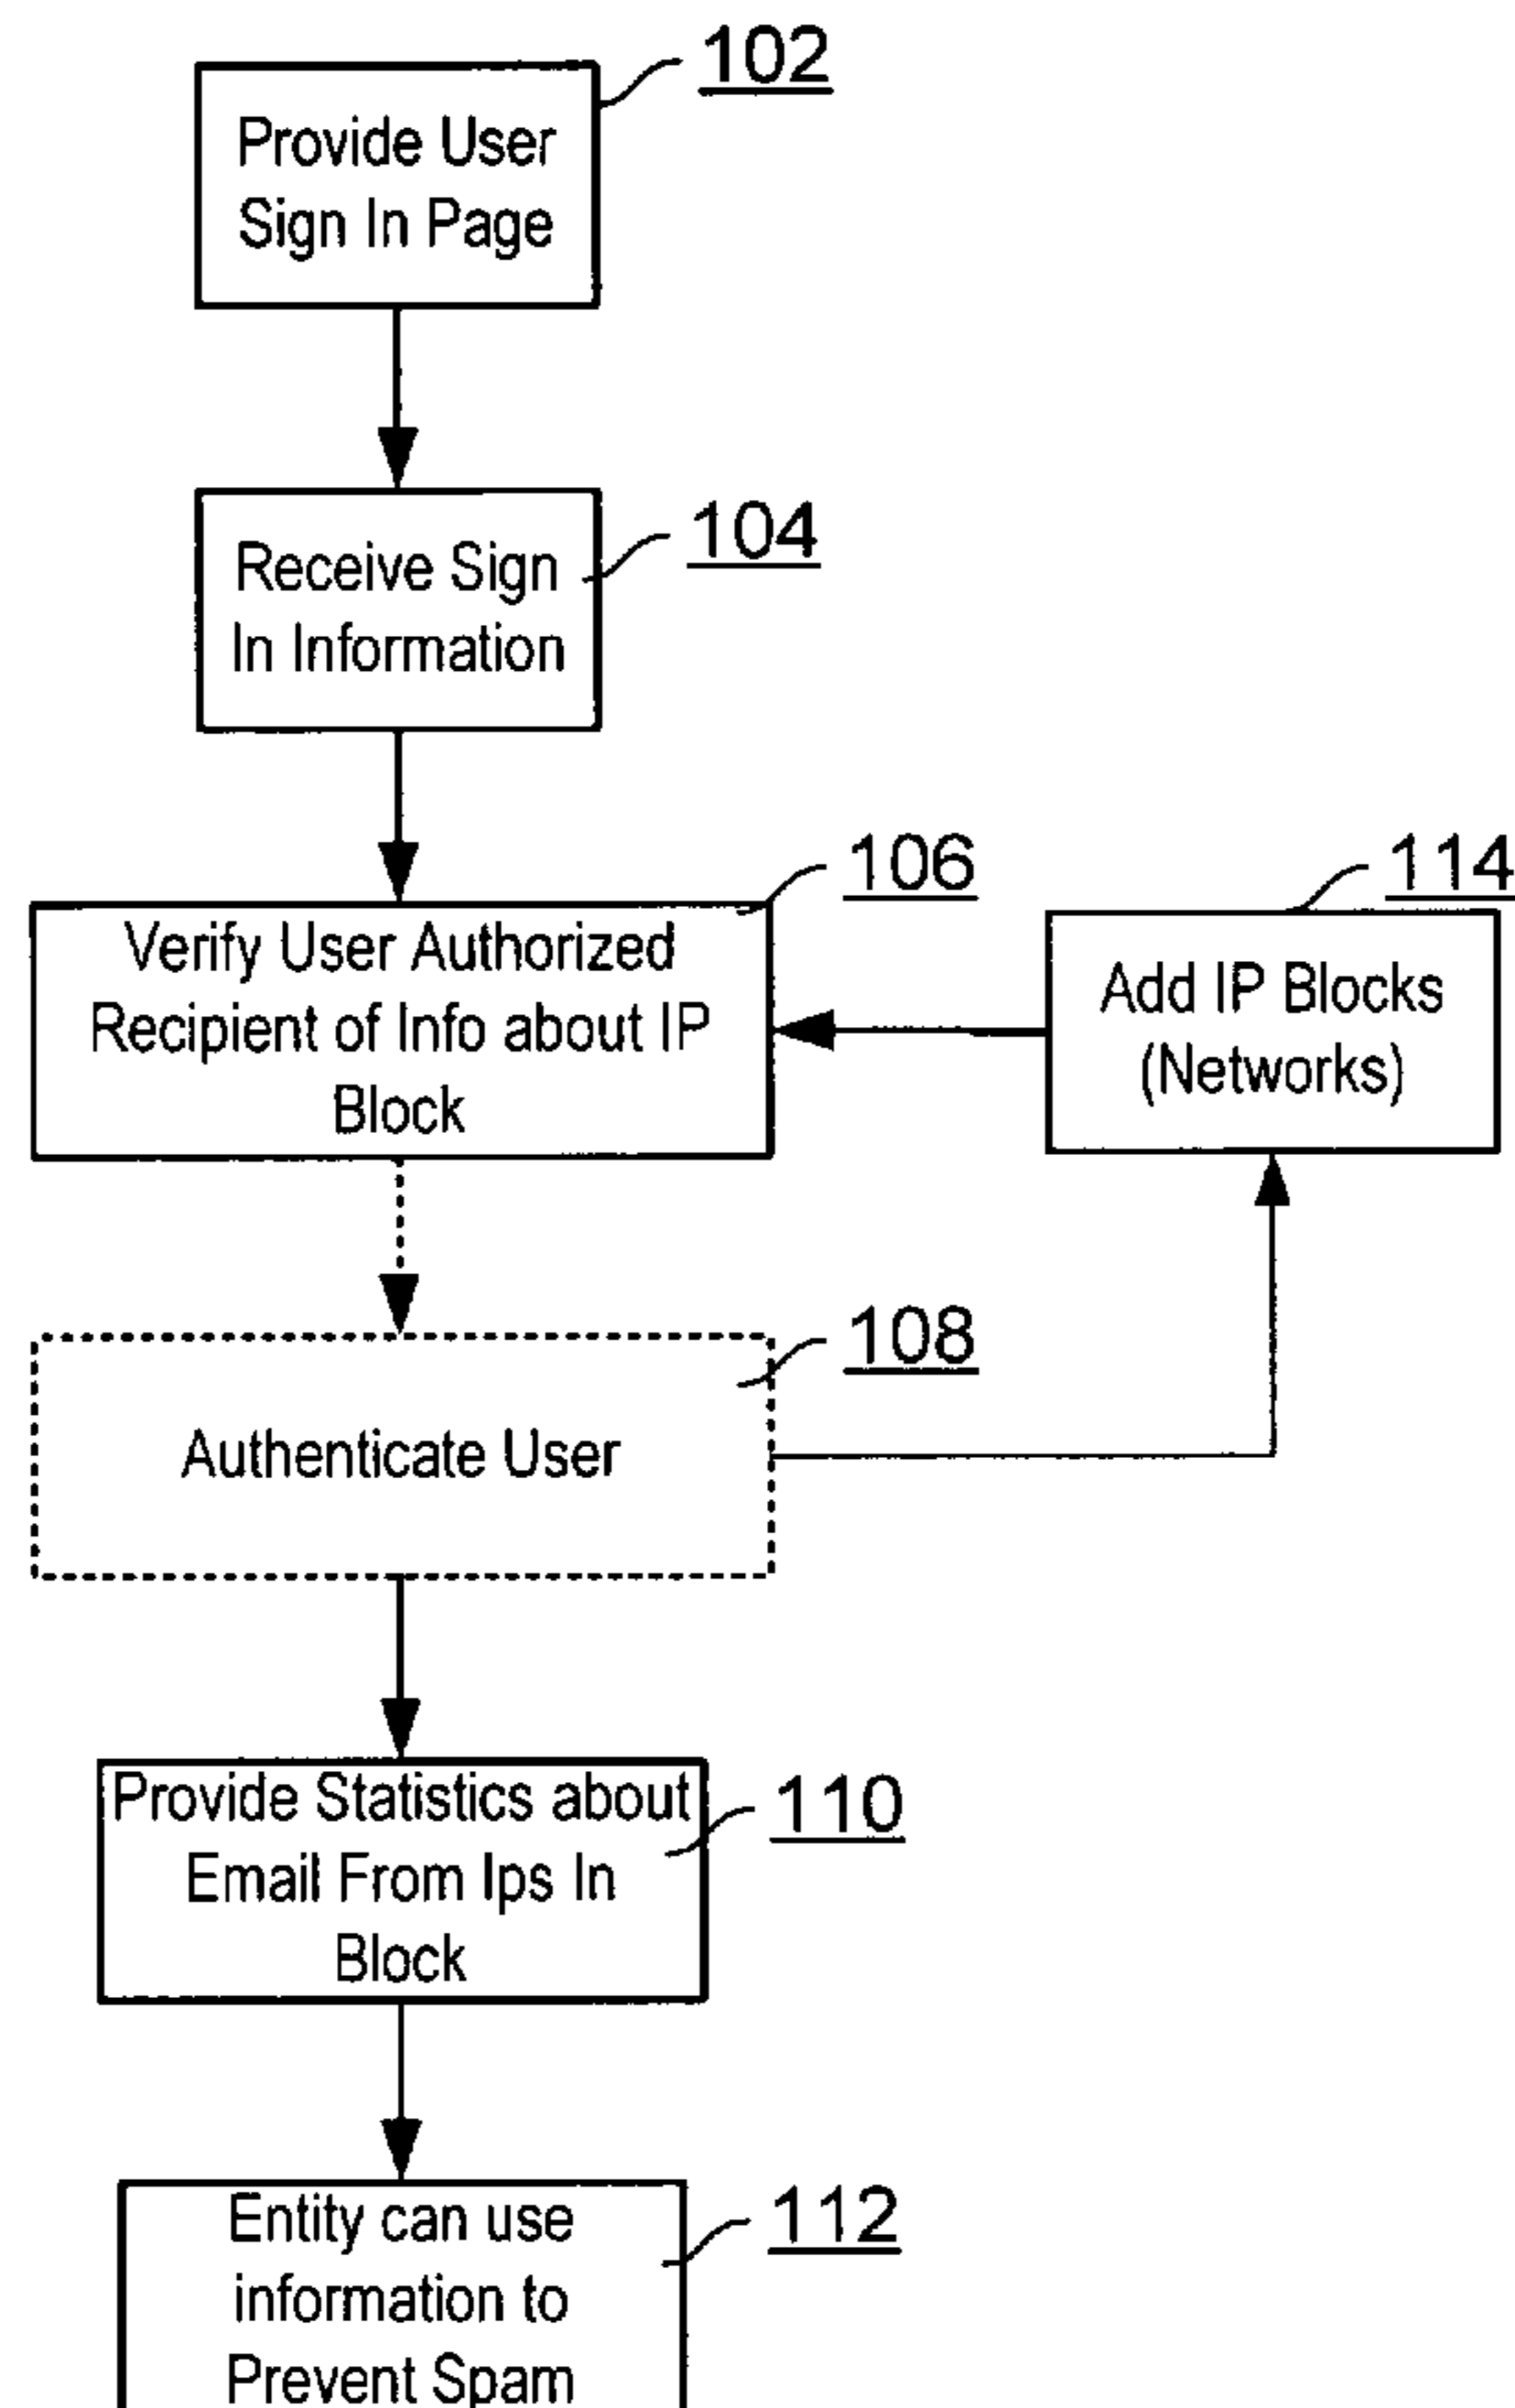 102
Provide User
Sign In Page
104
Receive Sign
In Information
106
Verify User Authorized
Recipient of Info about IP
Block
114
Add IP Blocks
(Networks)
108
Authenticate User
110
Provide Statistics about
Email From Ips In
Block
112
Entity can use
information to
Prevent Spam